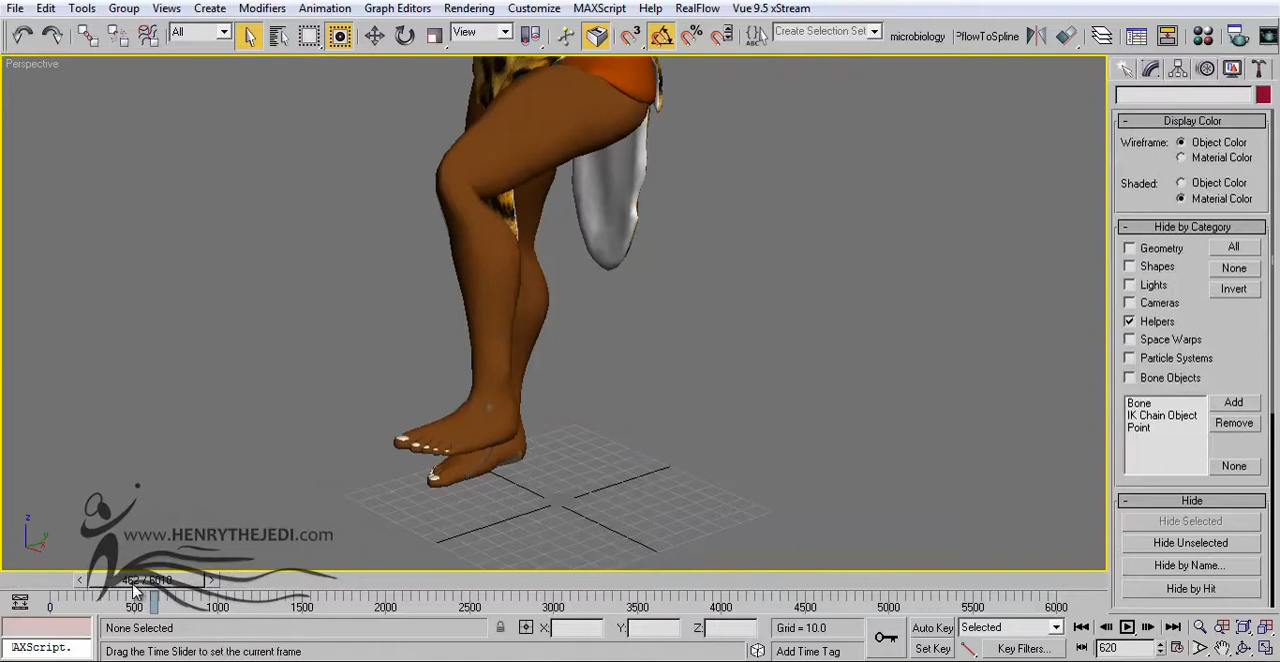 File Edit Tools Group Views Create Modifiers Animation Graph Editors Rendering Customize MAXScript Help RealFlow Vue 9.5 xStream
All View Create Selection Set microbiology PflowToSpline
Perspective
Display Color
Wireframe: Object Color
Material Color
Shaded: Object Color
Material Color
Hide by Category
Geometry All
Shapes None
Lights Invert
Cameras
Helpers
Space Warps
Particle Systems
Bone Objects
Bone Add
IK Chain Object Remove
Point
None
Hide
Hide Selected
Hide Unselected
Hide by Name...
Hide by Hit
www.HENRYTHEJEDI.com
< 462 / 6010 >
0 500 1000 1500 2000 2500 3000 3500 4000 4500 5000 5500 6000
None Selected X: Y: Z: Grid = 10.0 Auto Key Selected
AXScript. Drag the Time Slider to set the current frame Add Time Tag Set Key Key Filters... 620